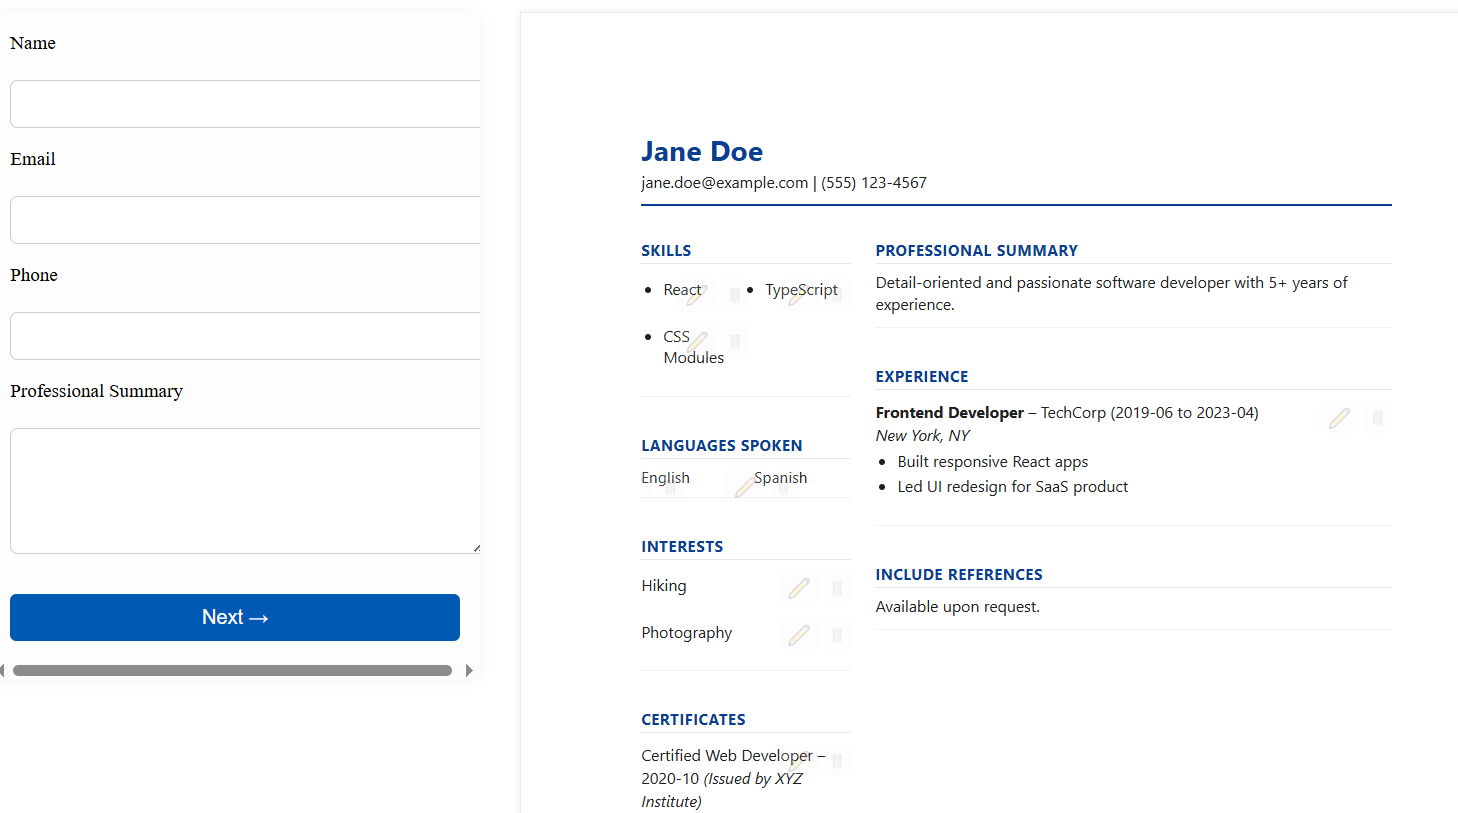 Name
Email
Phone
Professional Summary
Next →
Jane Doe
jane.doe@example.com | (555) 123-4567
SKILLS
• React
• TypeScript
• CSS
Modules
LANGUAGES SPOKEN
English
Spanish
INTERESTS
Hiking
Photography
CERTIFICATES
Certified Web Developer –
2020-10 (Issued by XYZ
Institute)
PROFESSIONAL SUMMARY
Detail-oriented and passionate software developer with 5+ years of
experience.
EXPERIENCE
Frontend Developer – TechCorp (2019-06 to 2023-04)
New York, NY
• Built responsive React apps
• Led UI redesign for SaaS product
INCLUDE REFERENCES
Available upon request.